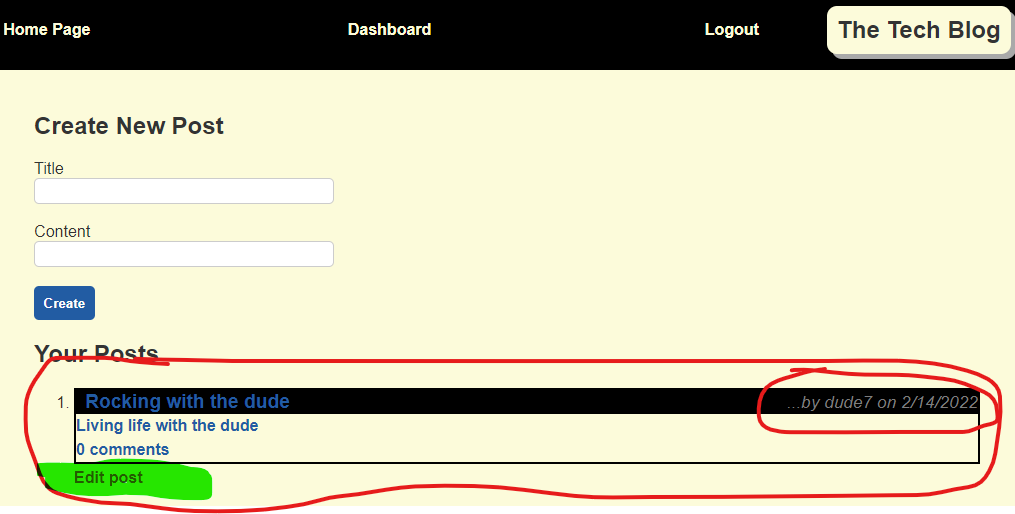 Home Page Dashboard Logout The Tech Blog
Create New Post
Title
Content
Create
Your Posts
1. Rocking with the dude ...by dude7 on 2/14/2022
Living life with the dude
0 comments
Edit post